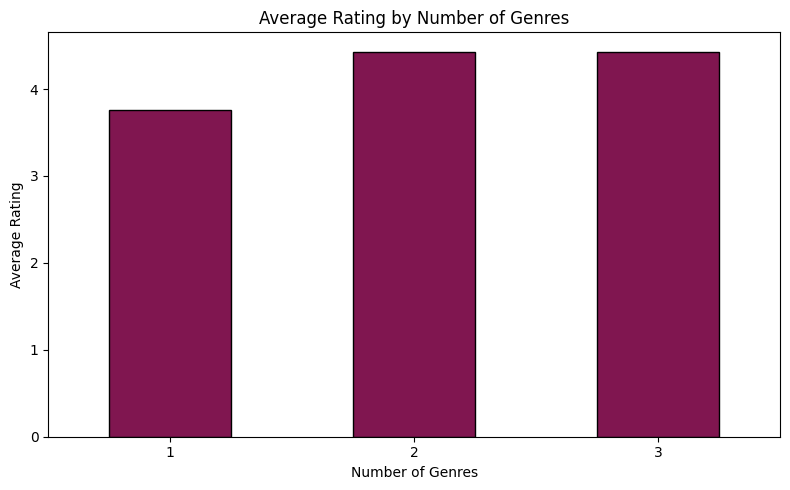 Average Rating by Number of Genres
Average Rating
4
3
2
1
0
1 2 3
Number of Genres